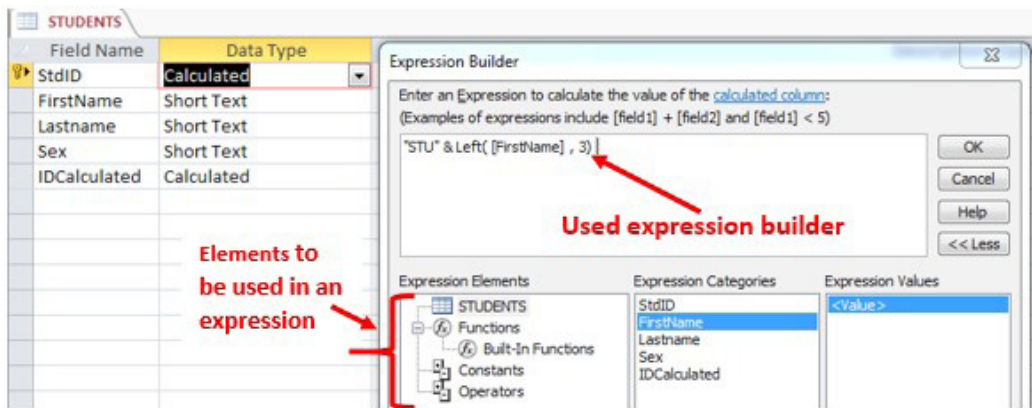 STUDENTS
Field Name Data Type
StdID Calculated
FirstName Short Text
Lastname Short Text
Sex Short Text
IDCalculated Calculated
Elements to
be used in an
expression
Expression Builder
Enter an Expression to calculate the value of the calculated column:
(Examples of expressions include [field1] + [field2] and [field1] < 5)
"STU" & Left( [FirstName] , 3)
Used expression builder
OK
Cancel
Help
<< Less
Expression Elements
STUDENTS
Functions
Built-In Functions
Constants
Operators
Expression Categories
StdID
FirstName
Lastname
Sex
IDCalculated
Expression Values
<Value>